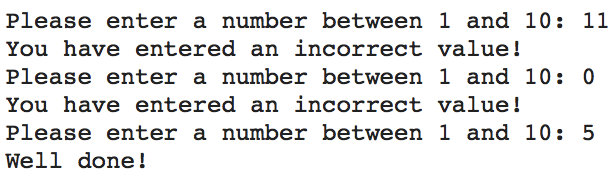 Please enter a number between 1 and 10: 11
You have entered an incorrect value!
Please enter a number between 1 and 10: 0
You have entered an incorrect value!
Please enter a number between 1 and 10: 5
Well done!